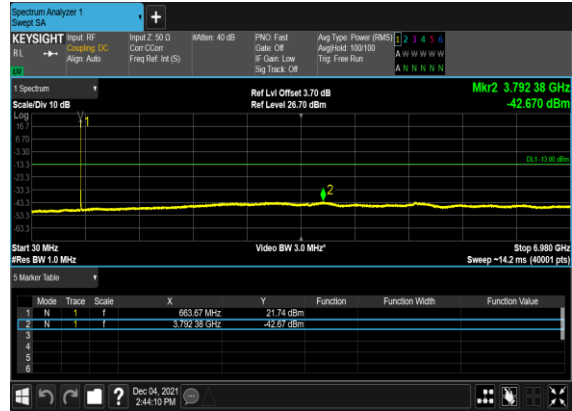 Spectrum Analyzer 1
Swept SA
+
KEYSIGHT Input: RF Input Z: 50 Ω #Atten: 40 dB PNO: Fast Avg Type: Power (RMS) 1 2 3 4 5 6
RL Coupling: DC Corr CCorr Gate: Off Avg|Hold: 100/100 A W W W W W
Align: Auto Freq Ref: Int (S) IF Gain: Low Trig: Free Run
LW Sig Track: Off A N N N N N
1 Spectrum Ref Lvl Offset 3.70 dB Mkr2 3.792 38 GHz
Scale/Div 10 dB Ref Level 26.70 dBm -42.670 dBm
Log
1
16.7
6.70
-3.30
DL1 -13.00 dBm
-13.3
-23.3
2
-33.3
-43.3
-53.3
-63.3
Start 30 MHz Video BW 3.0 MHz* Stop 6.980 GHz
#Res BW 1.0 MHz Sweep ~14.2 ms (40001 pts)
5 Marker Table
Mode Trace Scale X Y Function Function Width Function Value
1 N 1 f 663.67 MHz 21.74 dBm
2 N 1 f 3.792 38 GHz -42.67 dBm
3
4
5
6
? Dec 04, 2021
2:44:10 PM